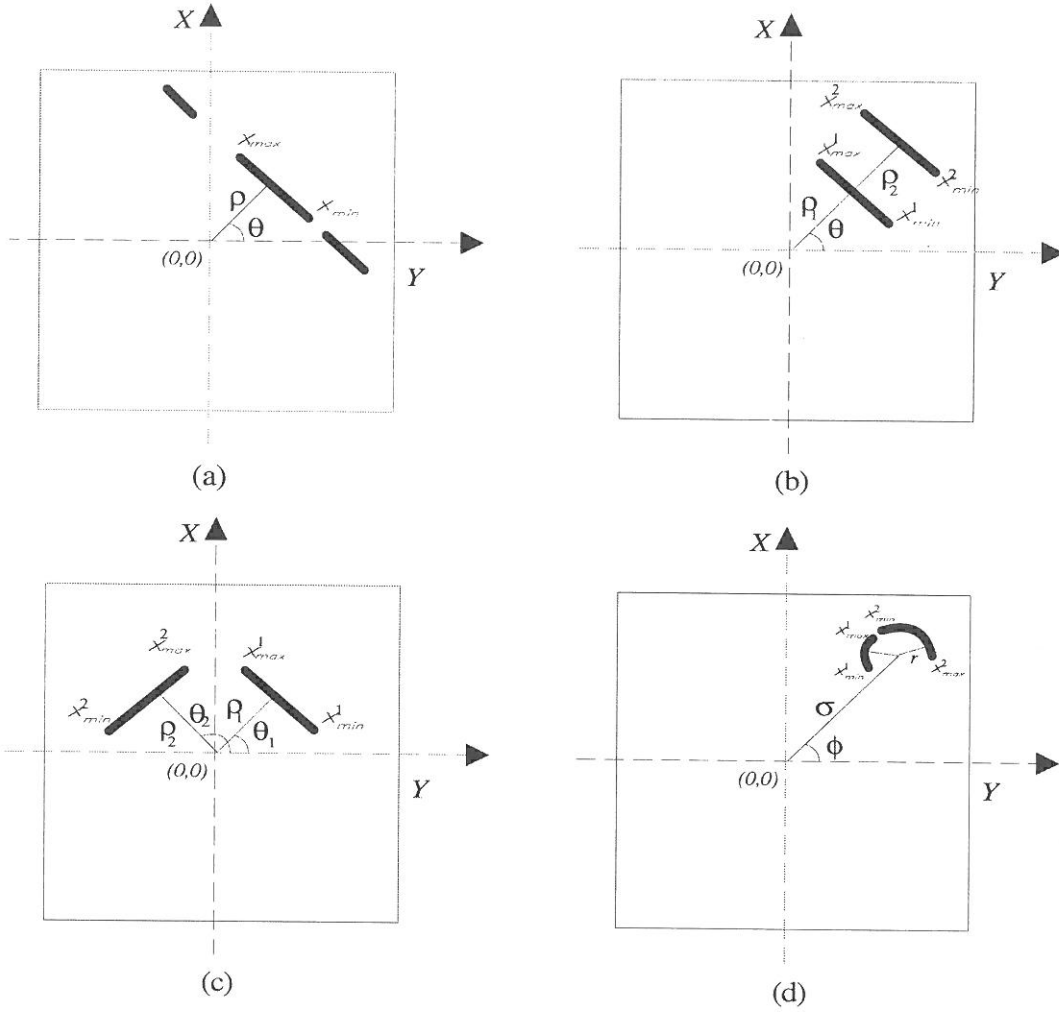 X
X_max
ρ
X_min
θ
(0,0)
Y
(a)
X
X²_max
X¹_max
ρ₂
X²_min
ρ₁
X¹_min
θ
(0,0)
Y
(b)
X
X²_max
X¹_max
X²_min
θ₂
ρ₁
X¹_min
ρ₂
θ₁
(0,0)
Y
(c)
X
X²_min
X¹_max
r
X¹_min
X²_max
σ
ϕ
(0,0)
Y
(d)